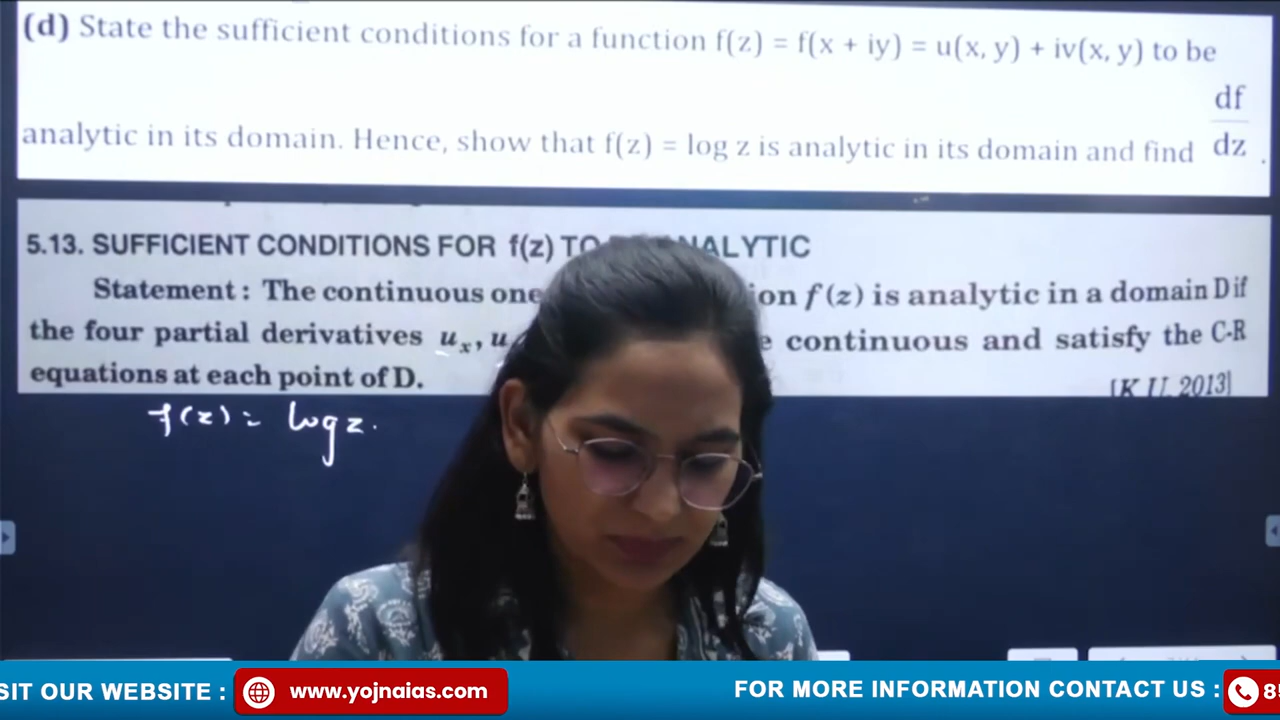 (d) State the sufficient conditions for a function f(z) = f(x + iy) = u(x, y) + iv(x, y) to be
analytic in its domain. Hence, show that f(z) = log z is analytic in its domain and find df/dz .
5.13. SUFFICIENT CONDITIONS FOR f(z) TO ANALYTIC
Statement : The continuous one f (z) is analytic in a domain D if
the four partial derivatives uₓ, u continuous and satisfy the C-R
equations at each point of D.
[K U. 2013]
f(z) = log z.
SIT OUR WEBSITE : www.yojnaias.com FOR MORE INFORMATION CONTACT US : 85